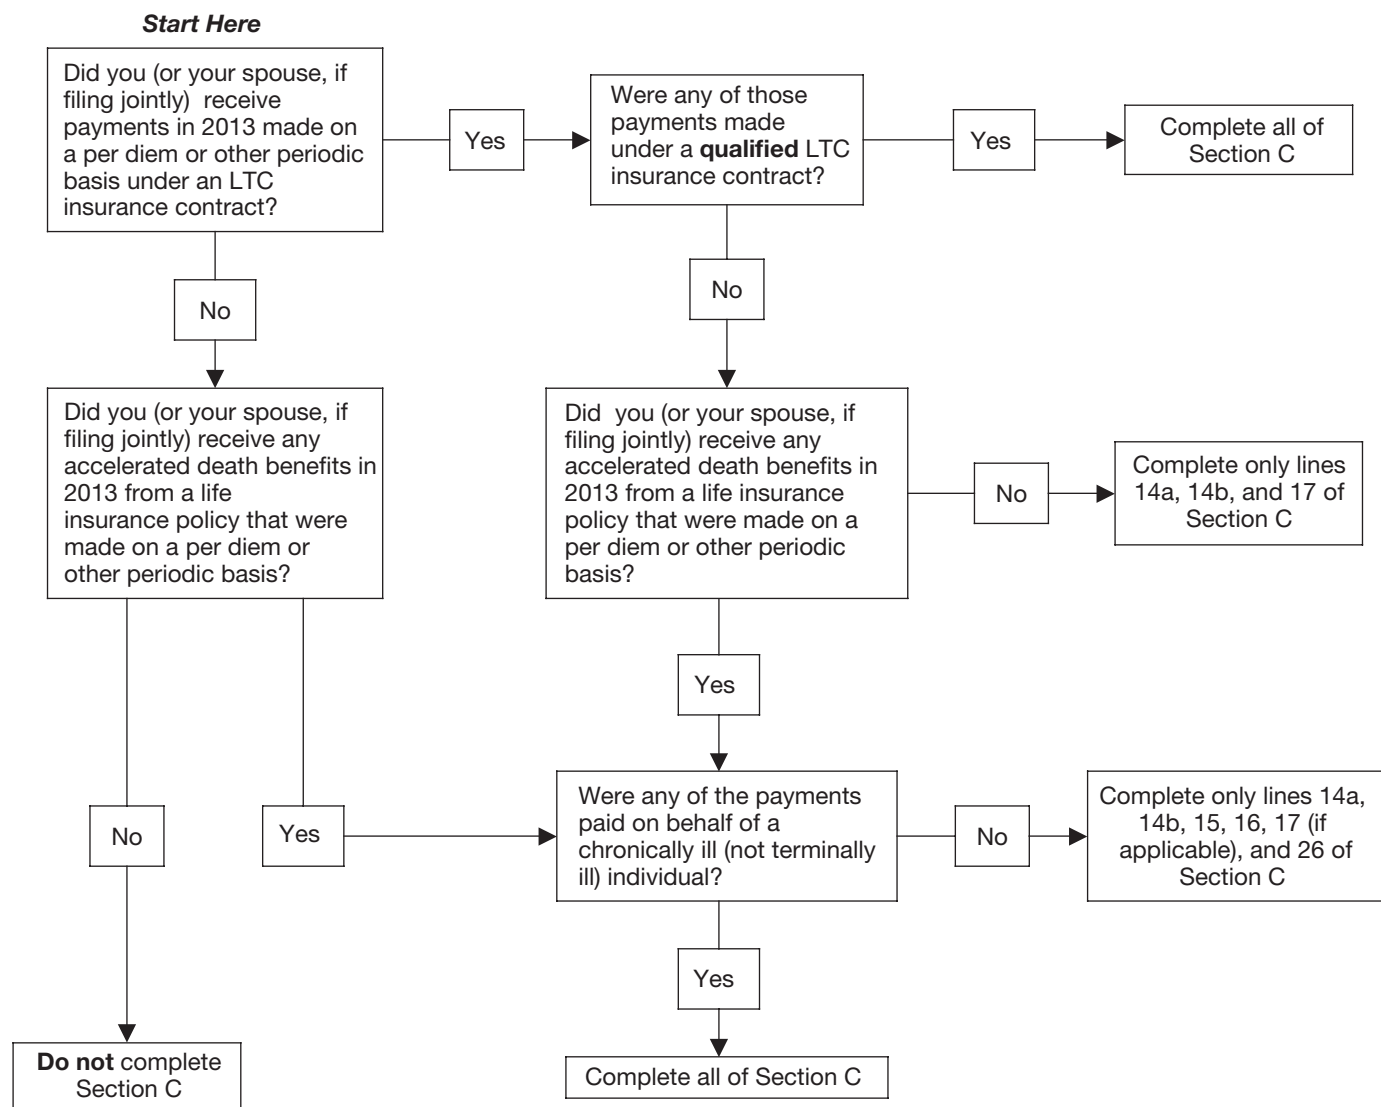 Start Here
Did you (or your spouse, if
filing jointly)  receive
payments in 2013 made on
a per diem or other periodic
basis under an LTC
insurance contract?
Yes
Were any of those
payments made
under a qualified LTC
insurance contract?
Yes
Complete all of
Section C
No
No
Did you (or your spouse, if
filing jointly) receive any
accelerated death benefits in
2013 from a life
insurance policy that were
made on a per diem or
other periodic basis?
Did  you (or your spouse, if
filing jointly) receive any
accelerated death benefits in
2013 from a life insurance
policy that were made on a
per diem or other periodic
basis?
No
Complete only lines
14a, 14b, and 17 of
Section C
Yes
No
Yes
Were any of the payments
paid on behalf of a
chronically ill (not terminally
ill) individual?
No
Complete only lines 14a,
14b, 15, 16, 17 (if
applicable), and 26 of
Section C
Yes
Do not complete
Section C
Complete all of Section C